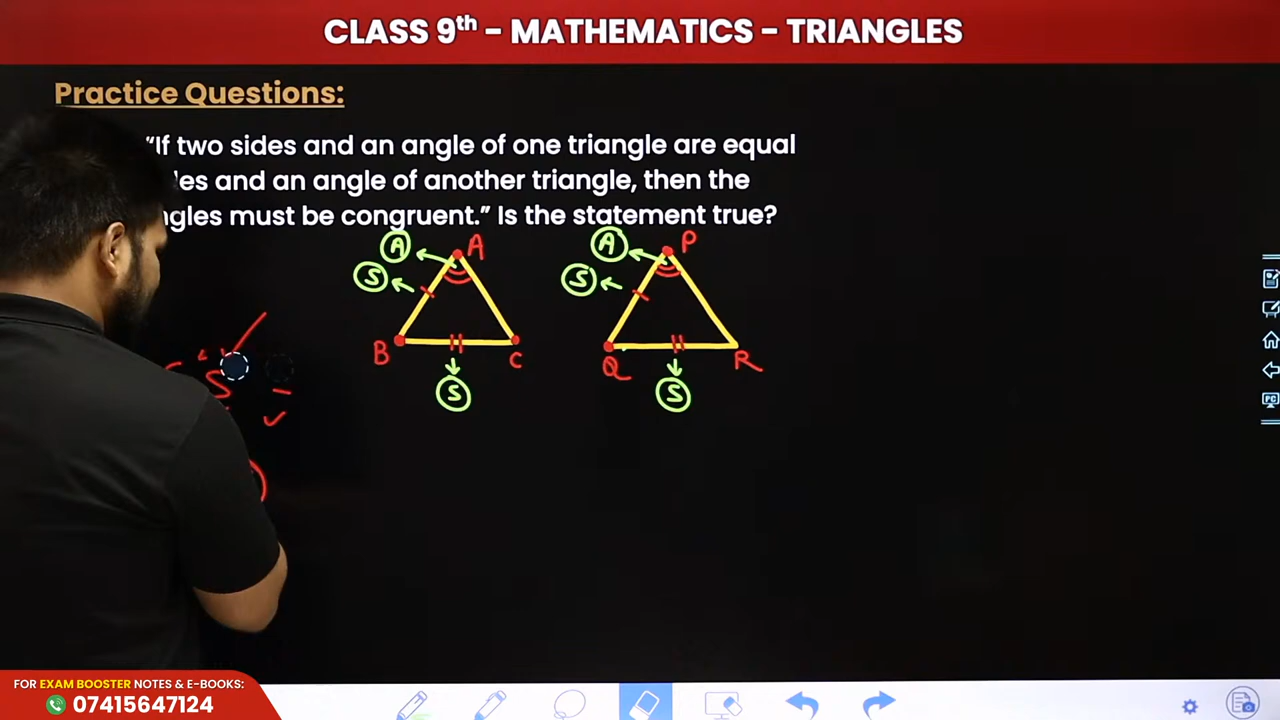 CLASS 9th - MATHEMATICS - TRIANGLES
Practice Questions:
“If two sides and an angle of one triangle are equal
and an angle of another triangle, then the
must be congruent.” Is the statement true?
A A A P
S S
B C Q R
S S
S
FOR EXAM BOOSTER NOTES & E-BOOKS:
07415647124
PC